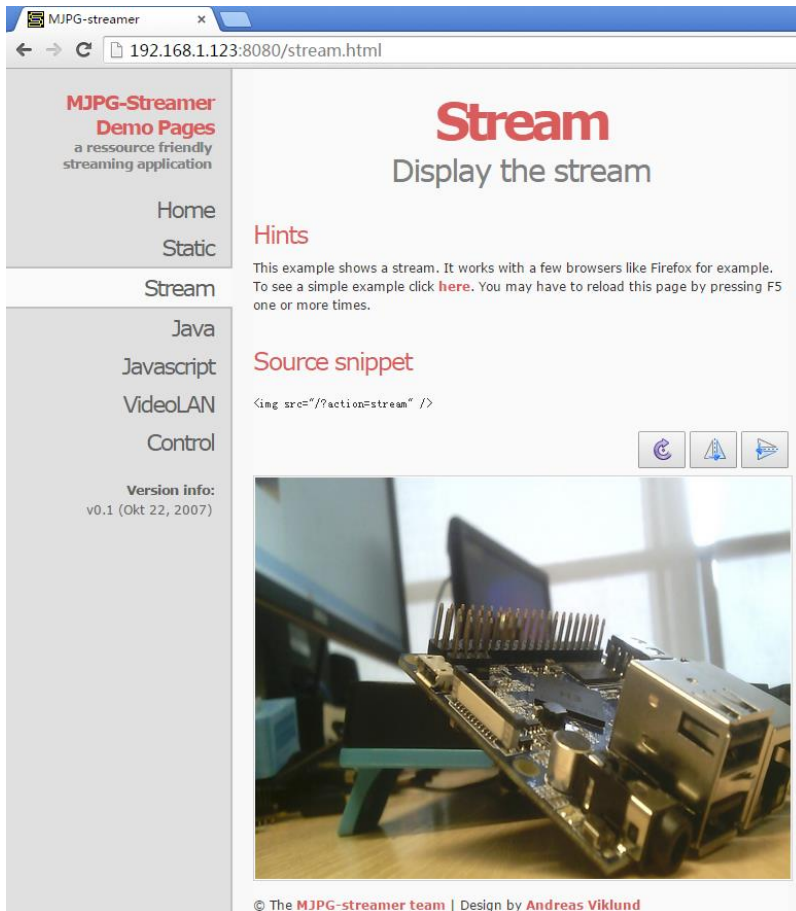 MJPG-streamer
192.168.1.123:8080/stream.html
MJPG-Streamer
Demo Pages
a ressource friendly
streaming application
Home
Static
Stream
Java
Javascript
VideoLAN
Control
Version info:
v0.1 (Okt 22, 2007)
Stream
Display the stream
Hints
This example shows a stream. It works with a few browsers like Firefox for example.
To see a simple example click here. You may have to reload this page by pressing F5
one or more times.
Source snippet
<img src="/?action=stream" />
© The MJPG-streamer team | Design by Andreas Viklund